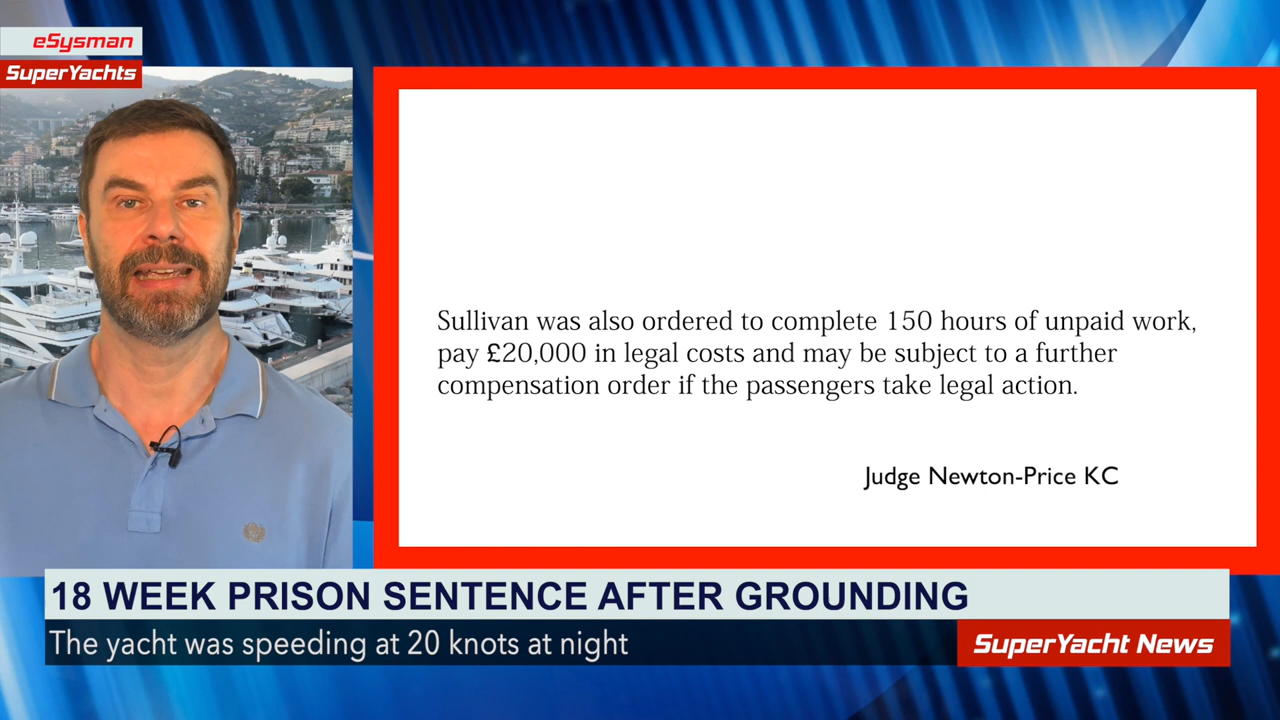 eSysman
SuperYachts
Sullivan was also ordered to complete 150 hours of unpaid work,
pay £20,000 in legal costs and may be subject to a further
compensation order if the passengers take legal action.
Judge Newton-Price KC
18 WEEK PRISON SENTENCE AFTER GROUNDING
The yacht was speeding at 20 knots at night
SuperYacht News